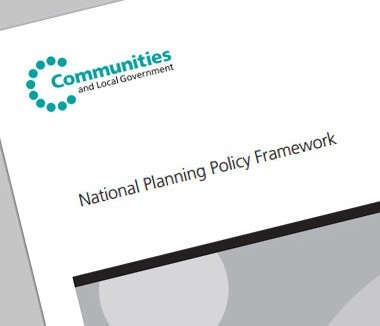 Communities
and Local Government
National Planning Policy Framework